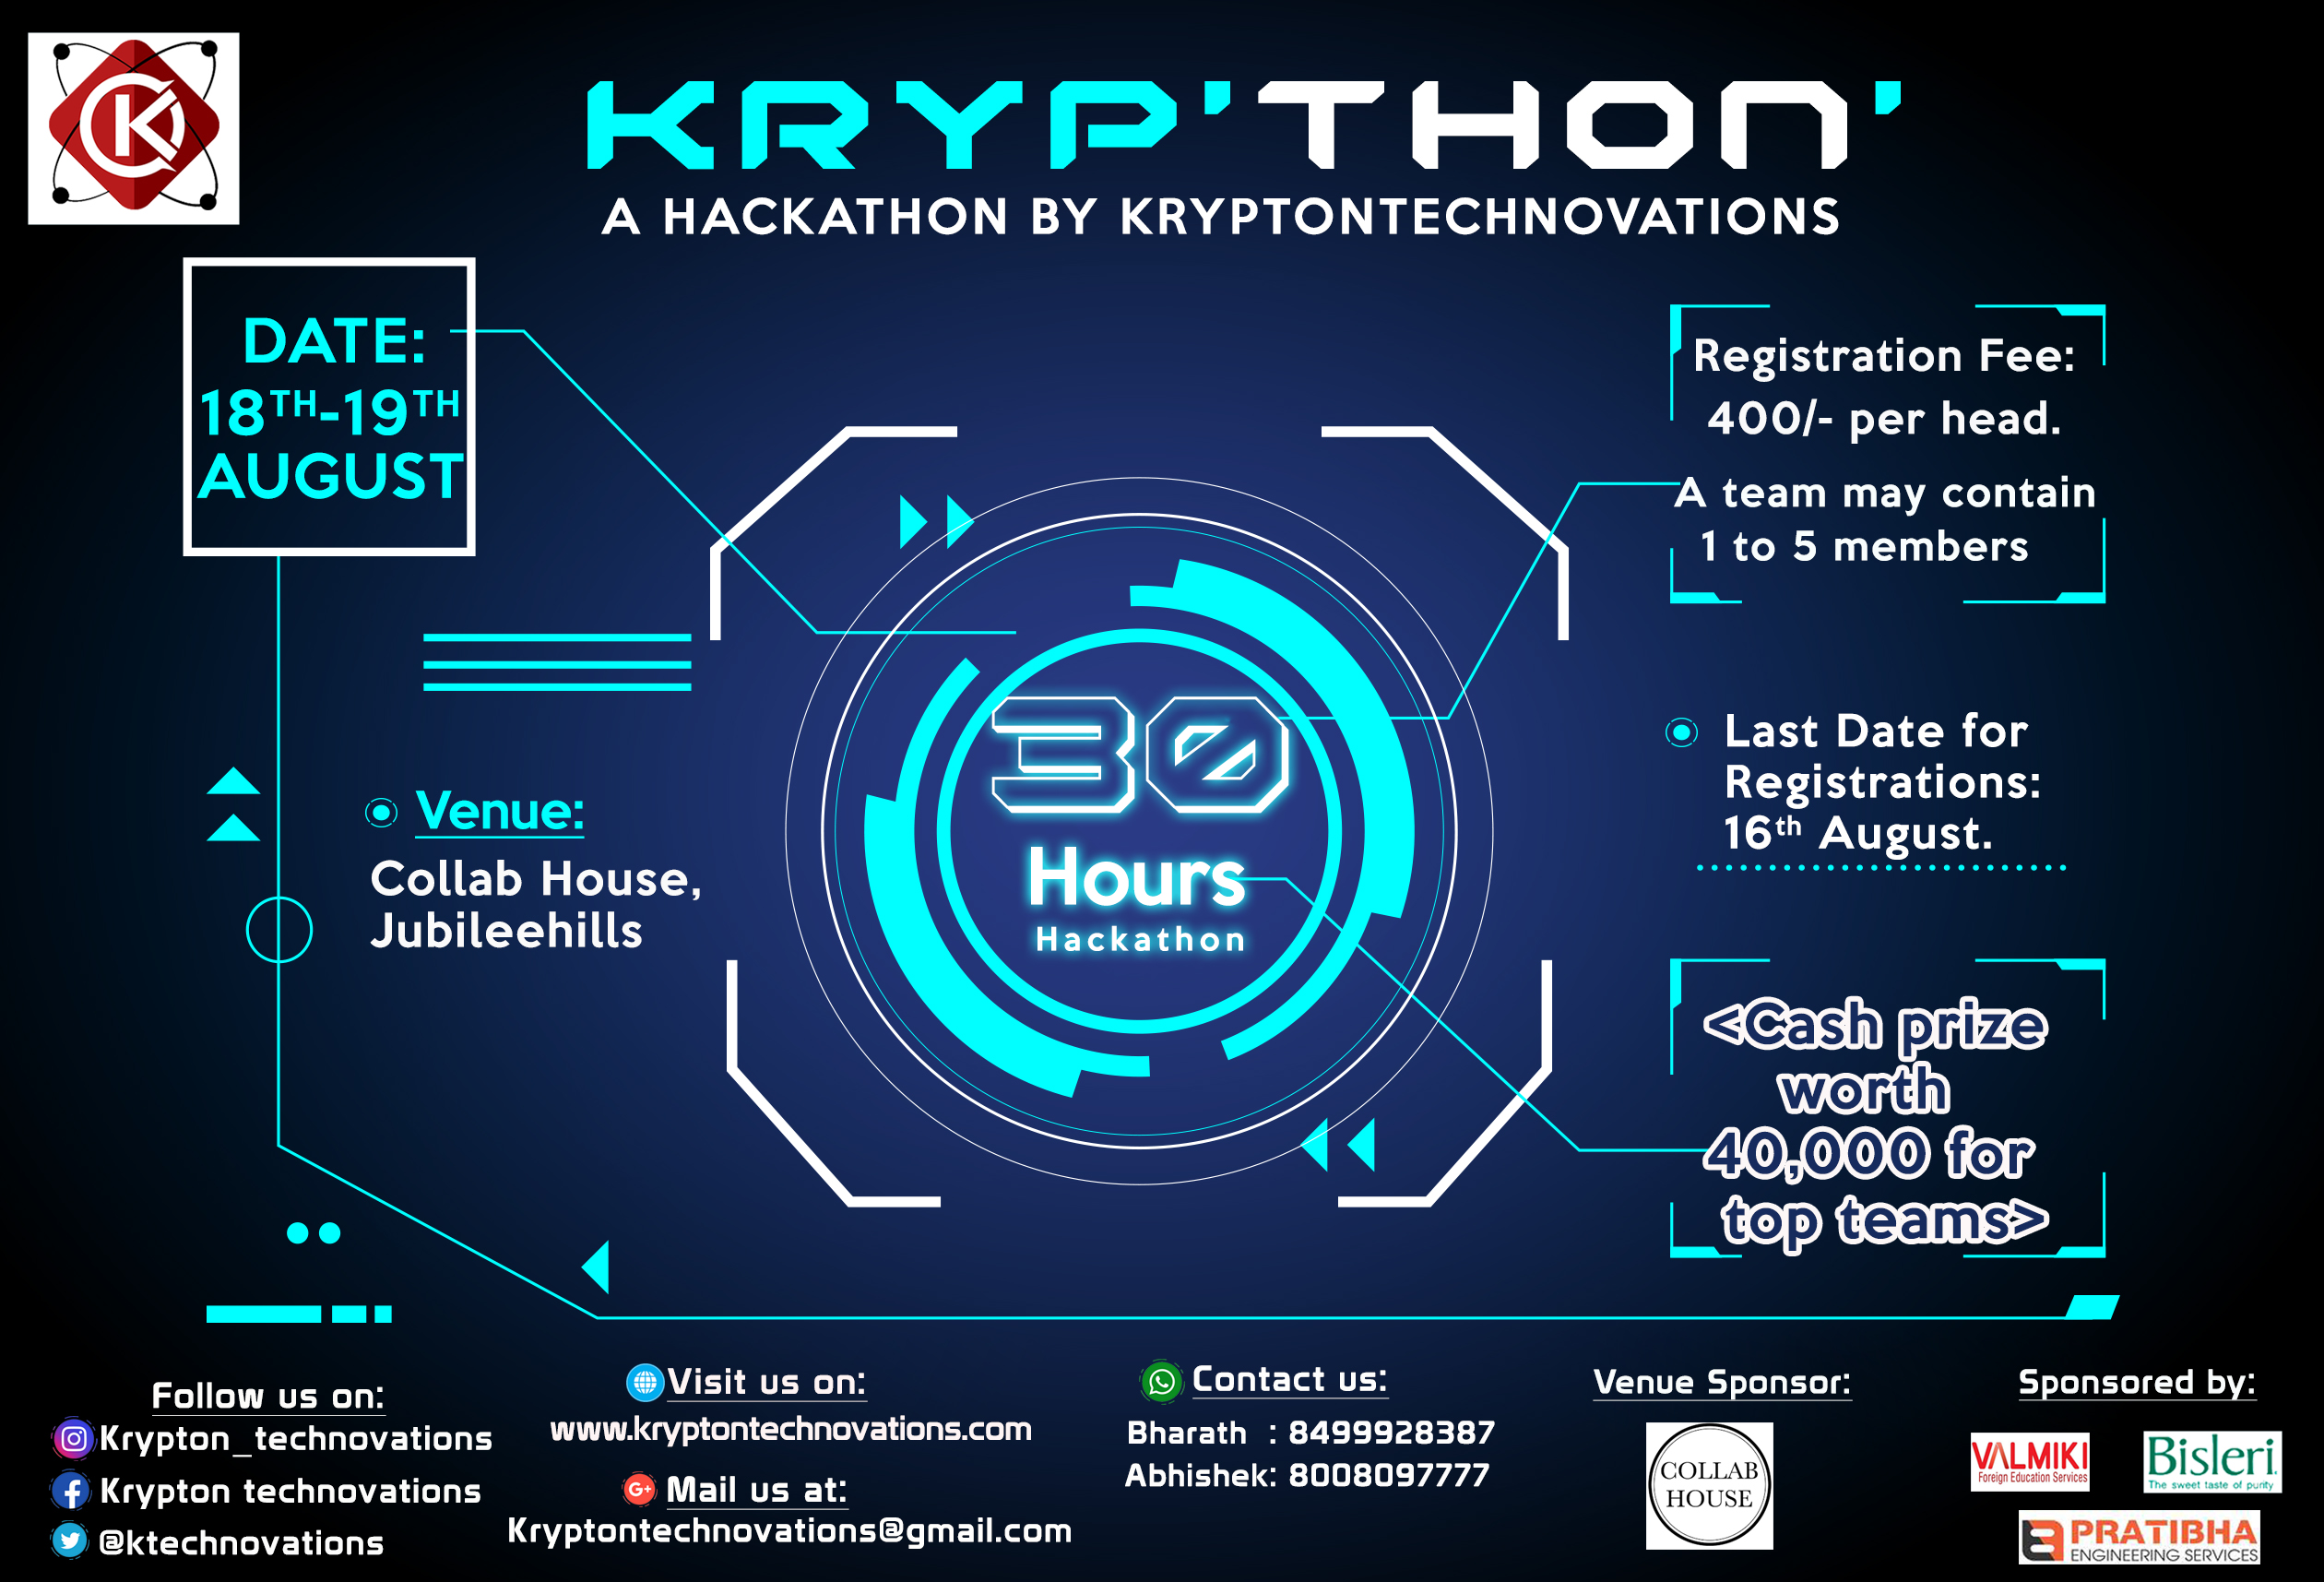 KRYP'THON'
A HACKATHON BY KRYPTONTECHNOVATIONS
K
DATE:
18TH-19TH
AUGUST
Registration Fee:
400/- per head.
A team may contain
1 to 5 members
30
Hours
Hackathon
Venue:
Collab House,
Jubileehills
Last Date for
Registrations:
16th August.
<Cash prize
worth
40,000 for
top teams>
Follow us on:
Krypton_technovations
Krypton technovations
@ktechnovations
Visit us on:
www.kryptontechnovations.com
G+ Mail us at:
Kryptontechnovations@gmail.com
Contact us:
Bharath : 8499928387
Abhishek: 8008097777
Venue Sponsor:
COLLAB
HOUSE
Sponsored by:
VALMIKI
Foreign Education Services
Bisleri
The sweet taste of purity
PRATIBHA
ENGINEERING SERVICES